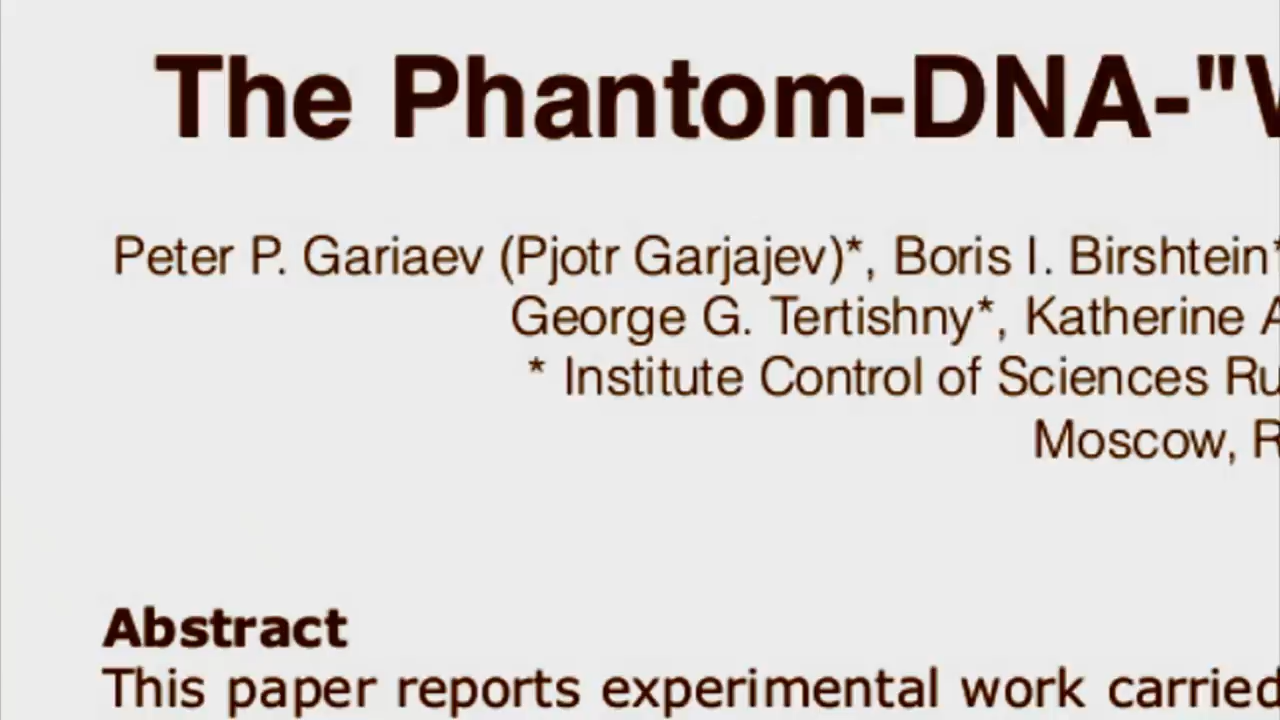 The Phantom-DNA-"
Peter P. Gariaev (Pjotr Garjajev)*, Boris I. Birshtein*
George G. Tertishny*, Katherine A
* Institute Control of Sciences Ru
Moscow, R
Abstract
This paper reports experimental work carried